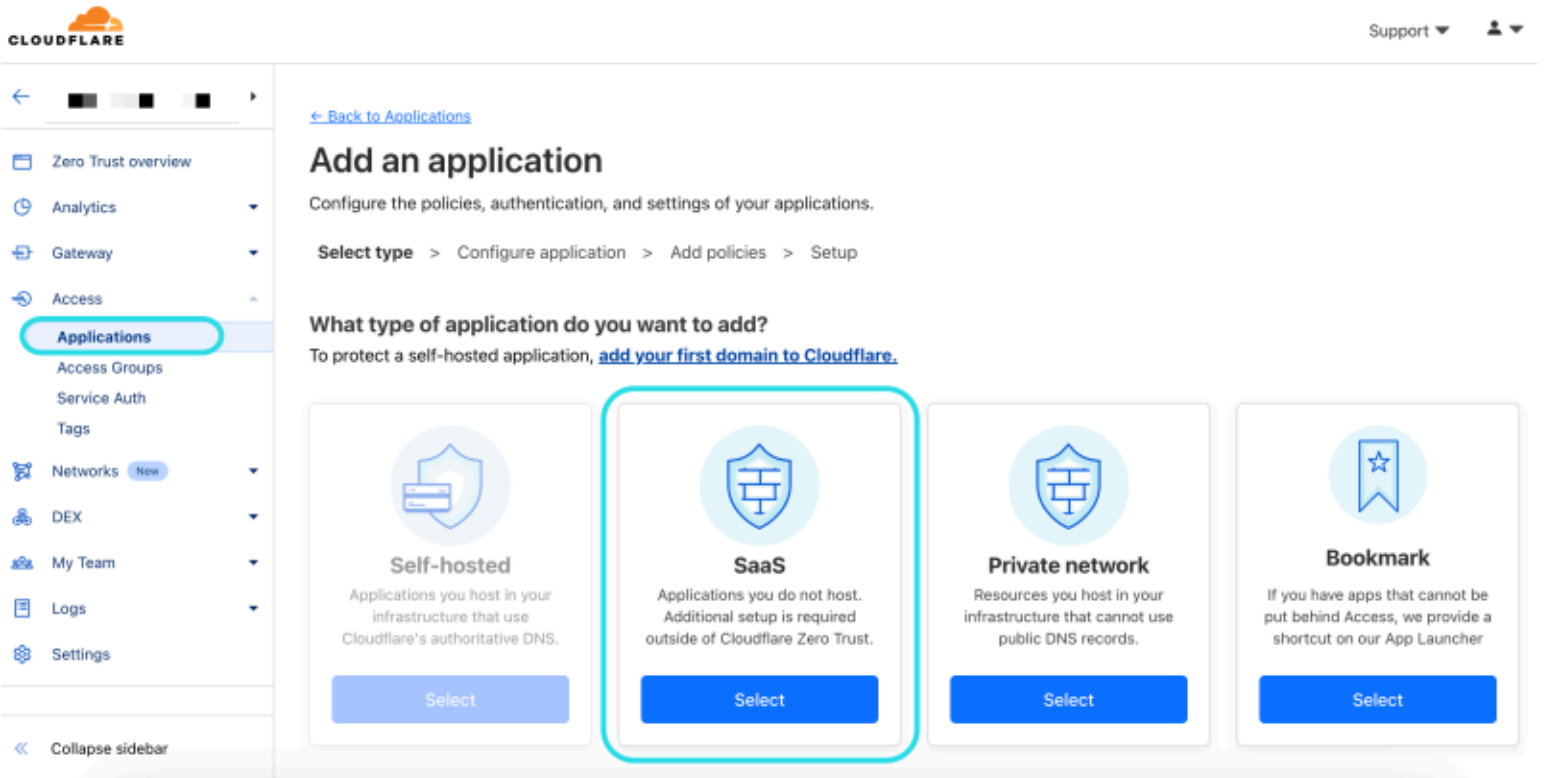 CLOUDFLARE
Support
← Back to Applications
Add an application
Configure the policies, authentication, and settings of your applications.
Select type > Configure application > Add policies > Setup
What type of application do you want to add?
To protect a self-hosted application, add your first domain to Cloudflare.
Zero Trust overview
Analytics
Gateway
Access
Applications
Access Groups
Service Auth
Tags
Networks New
DEX
My Team
Logs
Settings
Collapse sidebar
Self-hosted
Applications you host in your
infrastructure that use
Cloudflare's authoritative DNS.
Select
SaaS
Applications you do not host.
Additional setup is required
outside of Cloudflare Zero Trust.
Select
Private network
Resources you host in your
infrastructure that cannot use
public DNS records.
Select
Bookmark
If you have apps that cannot be
put behind Access, we provide a
shortcut on our App Launcher
Select